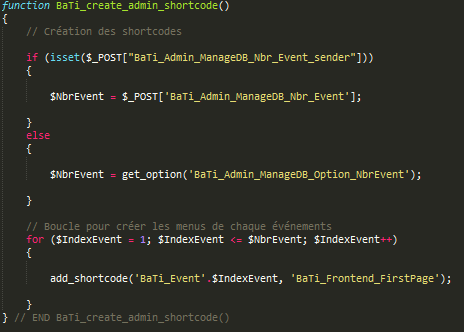 function BaTi_create_admin_shortcode()
{
// Création des shortcodes
if (isset($_POST["BaTi_Admin_ManageDB_Nbr_Event_sender"]))
{
$NbrEvent = $_POST['BaTi_Admin_ManageDB_Nbr_Event'];
}
else
{
$NbrEvent = get_option('BaTi_Admin_ManageDB_Option_NbrEvent');
}
// Boucle pour créer les menus de chaque événements
for ($IndexEvent = 1; $IndexEvent <= $NbrEvent; $IndexEvent++)
{
add_shortcode('BaTi_Event'.$IndexEvent, 'BaTi_Frontend_FirstPage');
}
} // END BaTi_create_admin_shortcode()